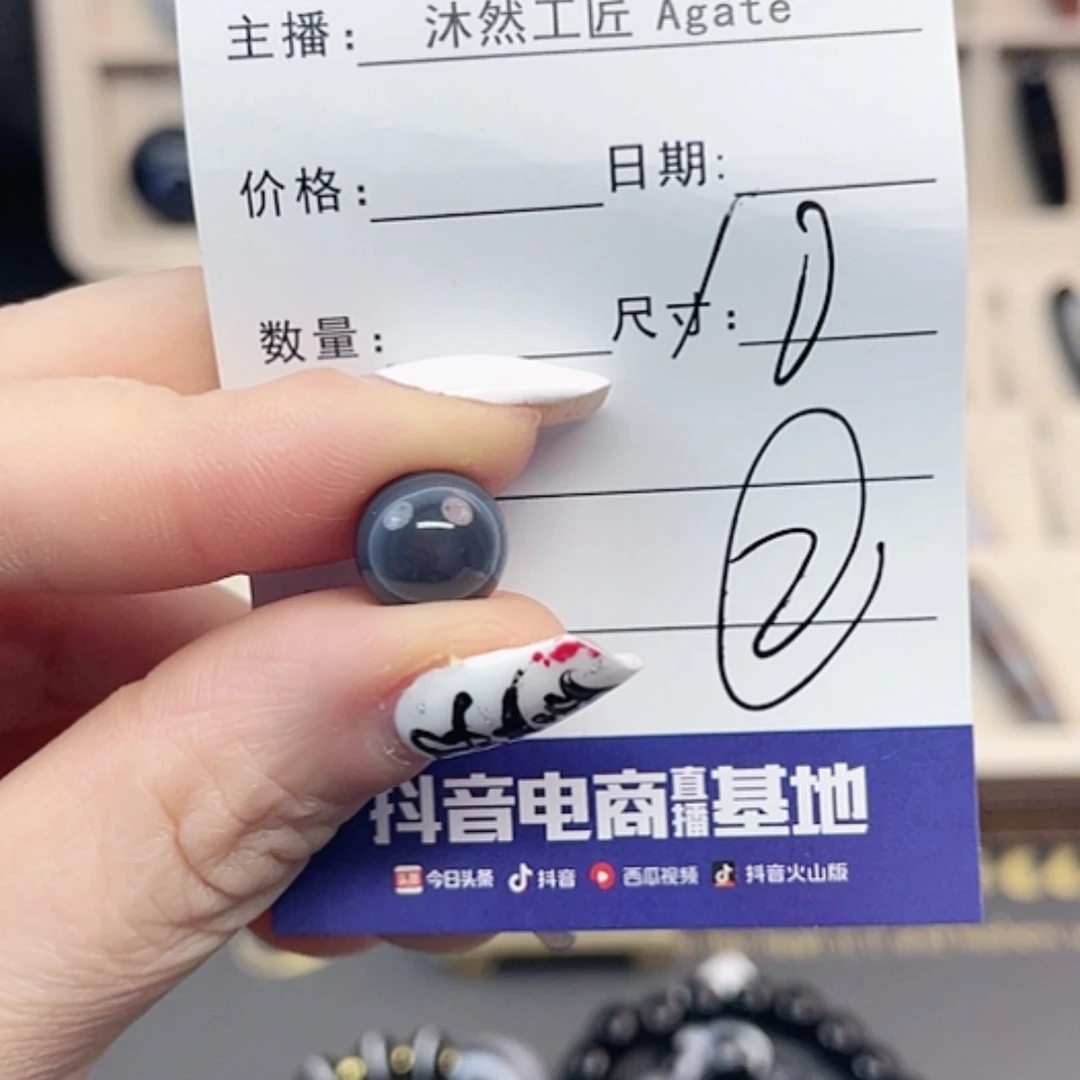 主播: 沐然工匠 Agate
价格: 日期:
数量: 尺寸:
2
抖音电商直播基地
今日头条 抖音 西瓜视频 抖音火山版